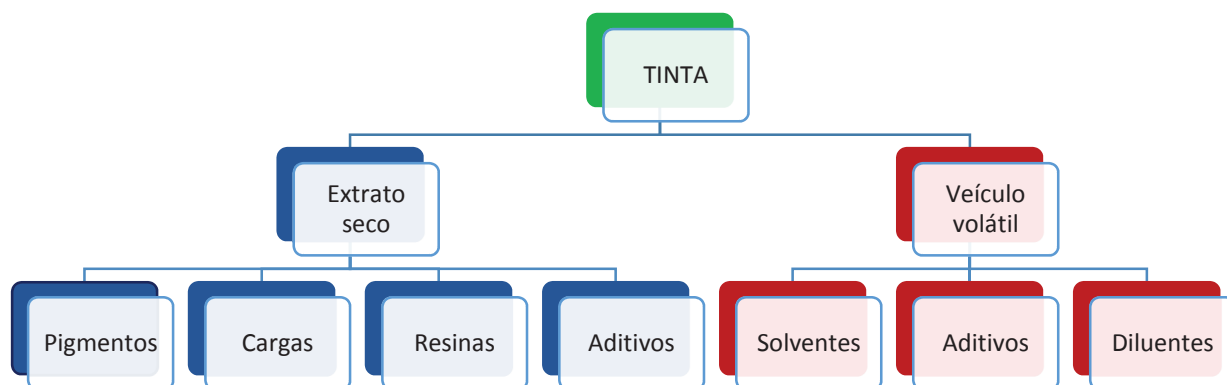 TINTA
Extrato
seco
Veículo
volátil
Pigmentos
Cargas
Resinas
Aditivos
Solventes
Aditivos
Diluentes